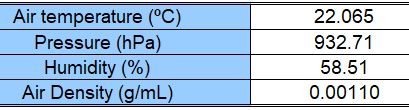 Air temperature (ºC) 22.065
Pressure (hPa) 932.71
Humidity (%) 58.51
Air Density (g/mL) 0.00110